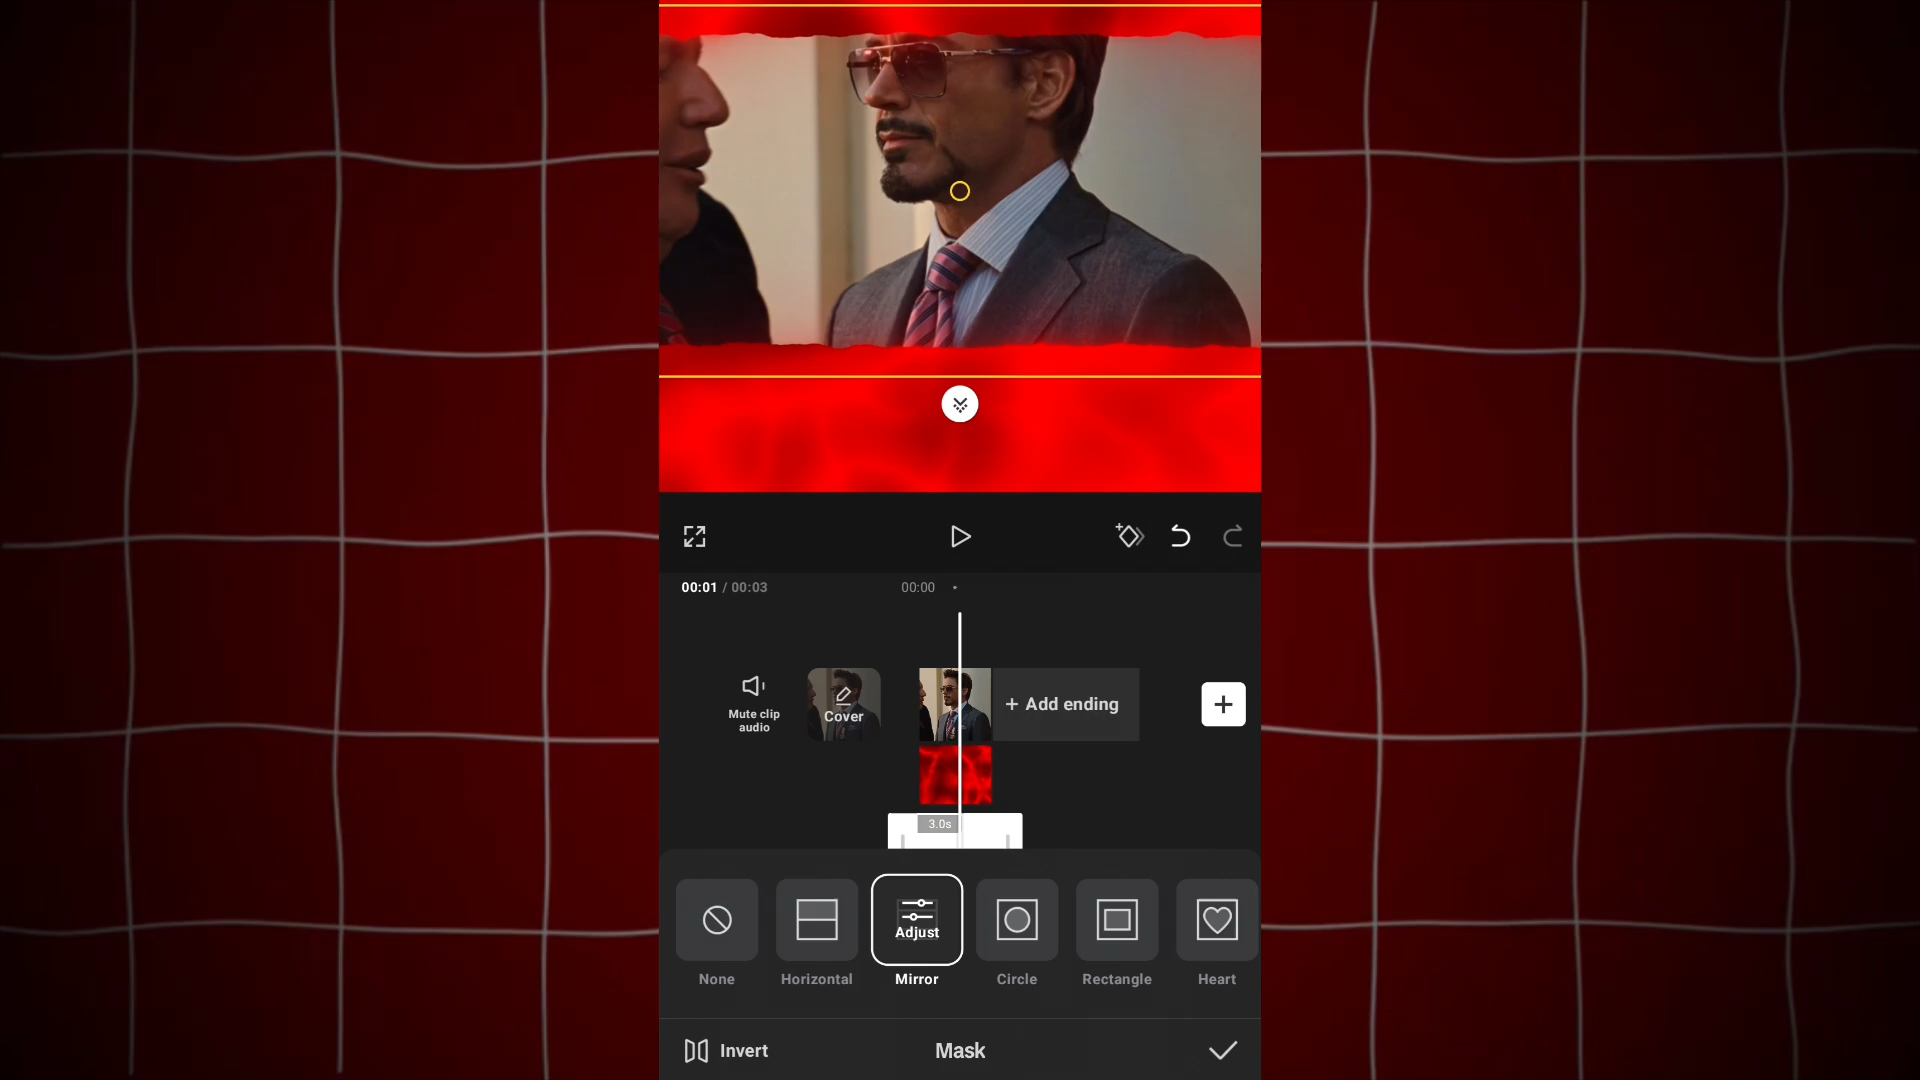 00:01 / 00:03
00:00
Mute clip
audio
Cover
+ Add ending
3.0s
Adjust
None
Horizontal
Mirror
Circle
Rectangle
Heart
Invert
Mask